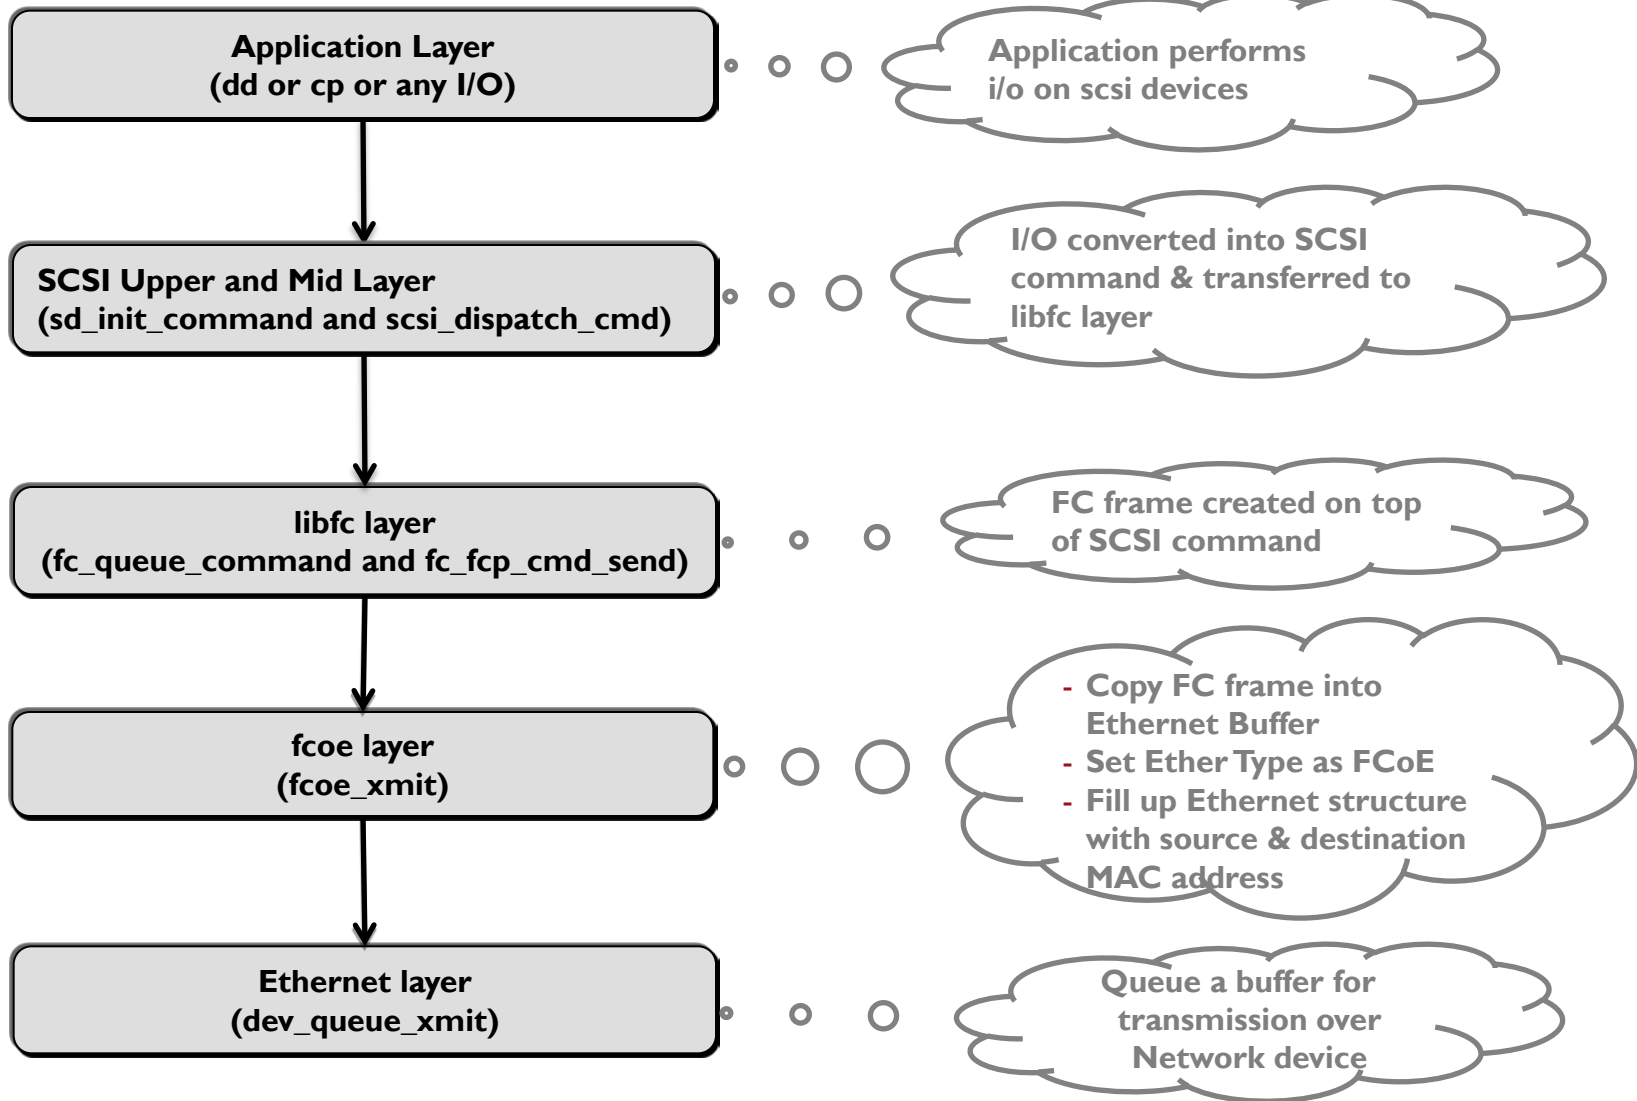 Application Layer
(dd or cp or any I/O)
Application performs
i/o on scsi devices
SCSI Upper and Mid Layer
(sd_init_command and scsi_dispatch_cmd)
I/O converted into SCSI
command & transferred to
libfc layer
libfc layer
(fc_queue_command and fc_fcp_cmd_send)
FC frame created on top
of SCSI command
fcoe layer
(fcoe_xmit)
- Copy FC frame into
Ethernet Buffer
- Set Ether Type as FCoE
- Fill up Ethernet structure
with source & destination
MAC address
Ethernet layer
(dev_queue_xmit)
Queue a buffer for
transmission over
Network device